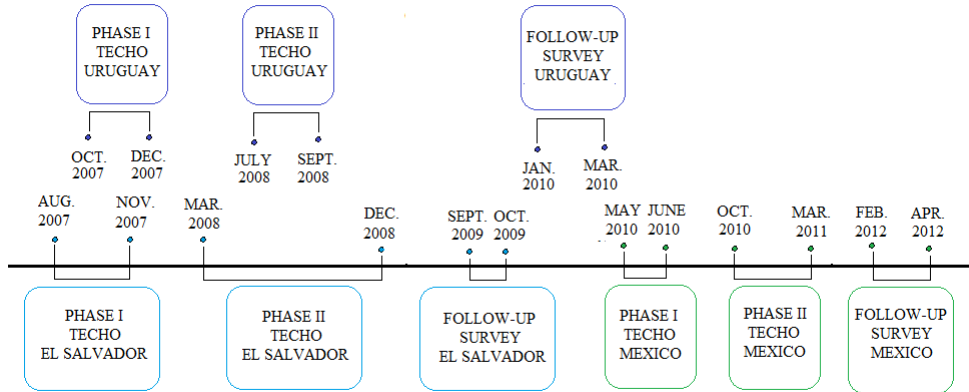 PHASE I
TECHO
URUGUAY
PHASE II
TECHO
URUGUAY
FOLLOW-UP
SURVEY
URUGUAY
OCT.
2007
DEC.
2007
JULY
2008
SEPT.
2008
JAN.
2010
MAR.
2010
AUG.
2007
NOV.
2007
MAR.
2008
DEC.
2008
SEPT.
2009
OCT.
2009
MAY
2010
JUNE
2010
OCT.
2010
MAR.
2011
FEB.
2012
APR.
2012
PHASE I
TECHO
EL SALVADOR
PHASE II
TECHO
EL SALVADOR
FOLLOW-UP
SURVEY
EL SALVADOR
PHASE I
TECHO
MEXICO
PHASE II
TECHO
MEXICO
FOLLOW-UP
SURVEY
MEXICO